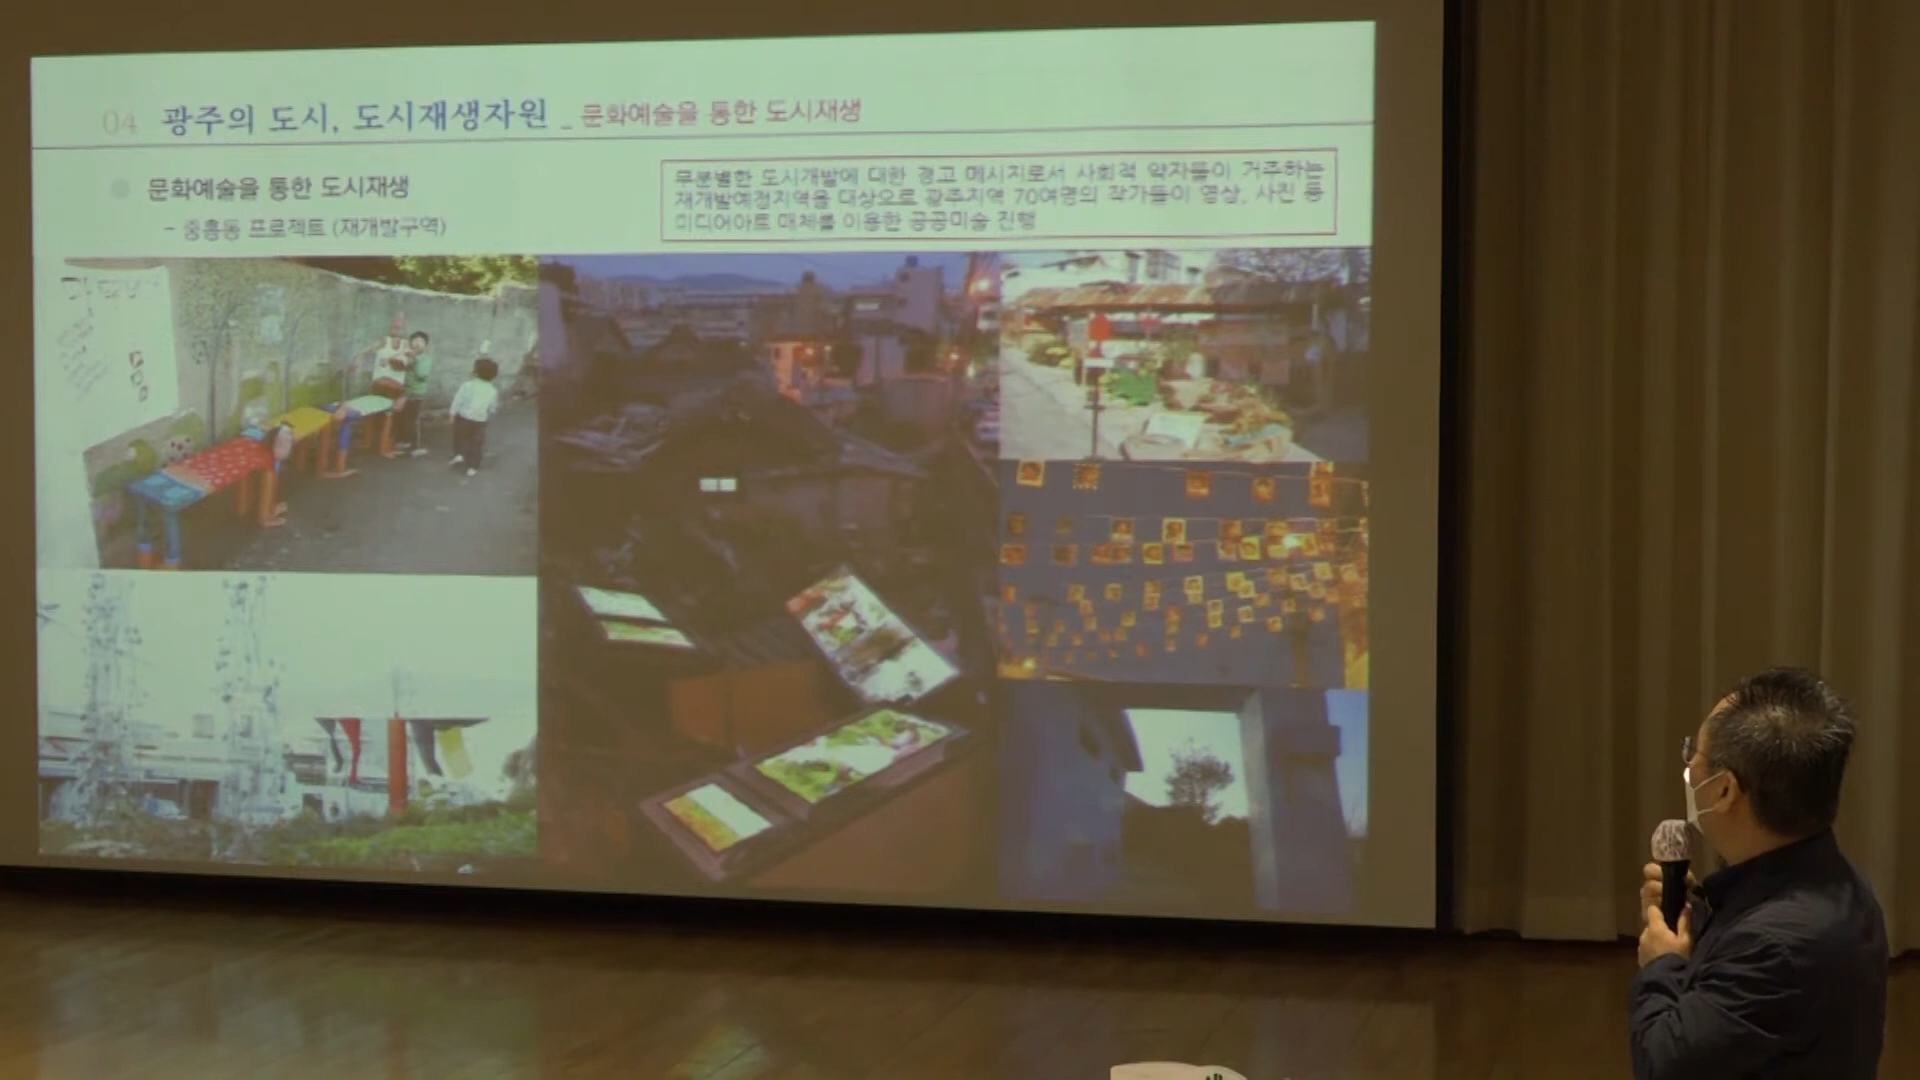 04 광주의 도시, 도시재생자원 _ 문화예술을 통한 도시재생
문화예술을 통한 도시재생
- 중흥동 프로젝트 (재개발구역)
무분별한 도시개발에 대한 경고 메시지로서 사회적 약자들이 거주하는
재개발예정지역을 대상으로 광주지역 70여명의 작가들이 영상, 사진 등
미디어아트 매체를 이용한 공공미술 진행